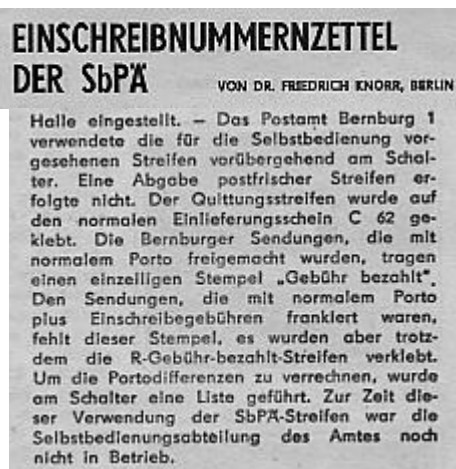 EINSCHREIBNUMMERNZETTEL
DER SbPÄ VON DR. FRIEDRICH KNORR, BERLIN
Halle eingestellt. — Das Postamt Bernburg 1
verwendete die für die Selbstbedienung vor-
gesehenen Streifen vorübergehend am Schal-
ter. Eine Abgabe postfrischer Streifen er-
folgte nicht. Der Quittungsstreifen wurde auf
den normalen Einlieferungsschein C 62 ge-
klebt. Die Bernburger Sendungen, die mit
normalem Porto freigemacht wurden, tragen
einen einzeiligen Stempel „Gebühr bezahlt".
Den Sendungen, die mit normalem Porto
plus Einschreibegebühren frankiert waren,
fehlt dieser Stempel, es wurden aber trotz-
dem die R-Gebühr-bezahlt-Streifen verklebt.
Um die Portodifferenzen zu verrechnen, wurde
am Schalter eine Liste geführt. Zur Zeit die-
ser Verwendung der SbPÄ-Streifen war die
Selbstbedienungsabteilung des Amtes noch
nicht in Betrieb.